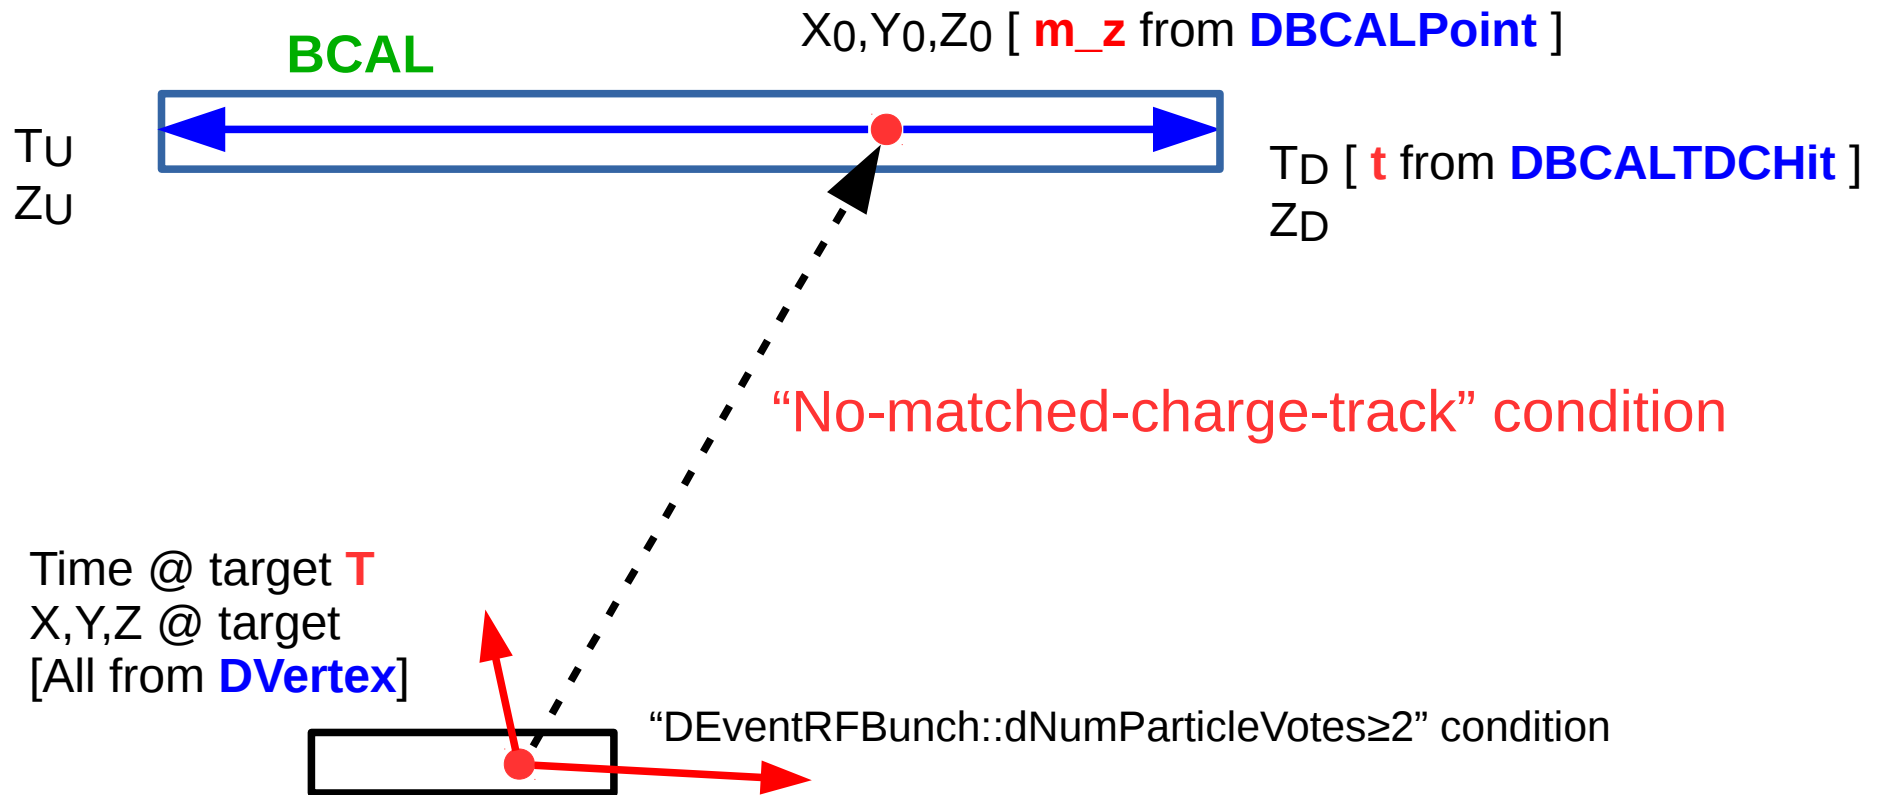 X0,Y0,Z0 [ m_z from DBCALPoint ]
BCAL
TU
ZU
TD [ t from DBCALTDCHit ]
ZD
“No-matched-charge-track” condition
Time @ target T
X,Y,Z @ target
[All from DVertex]
“DEventRFBunch::dNumParticleVotes≥2” condition